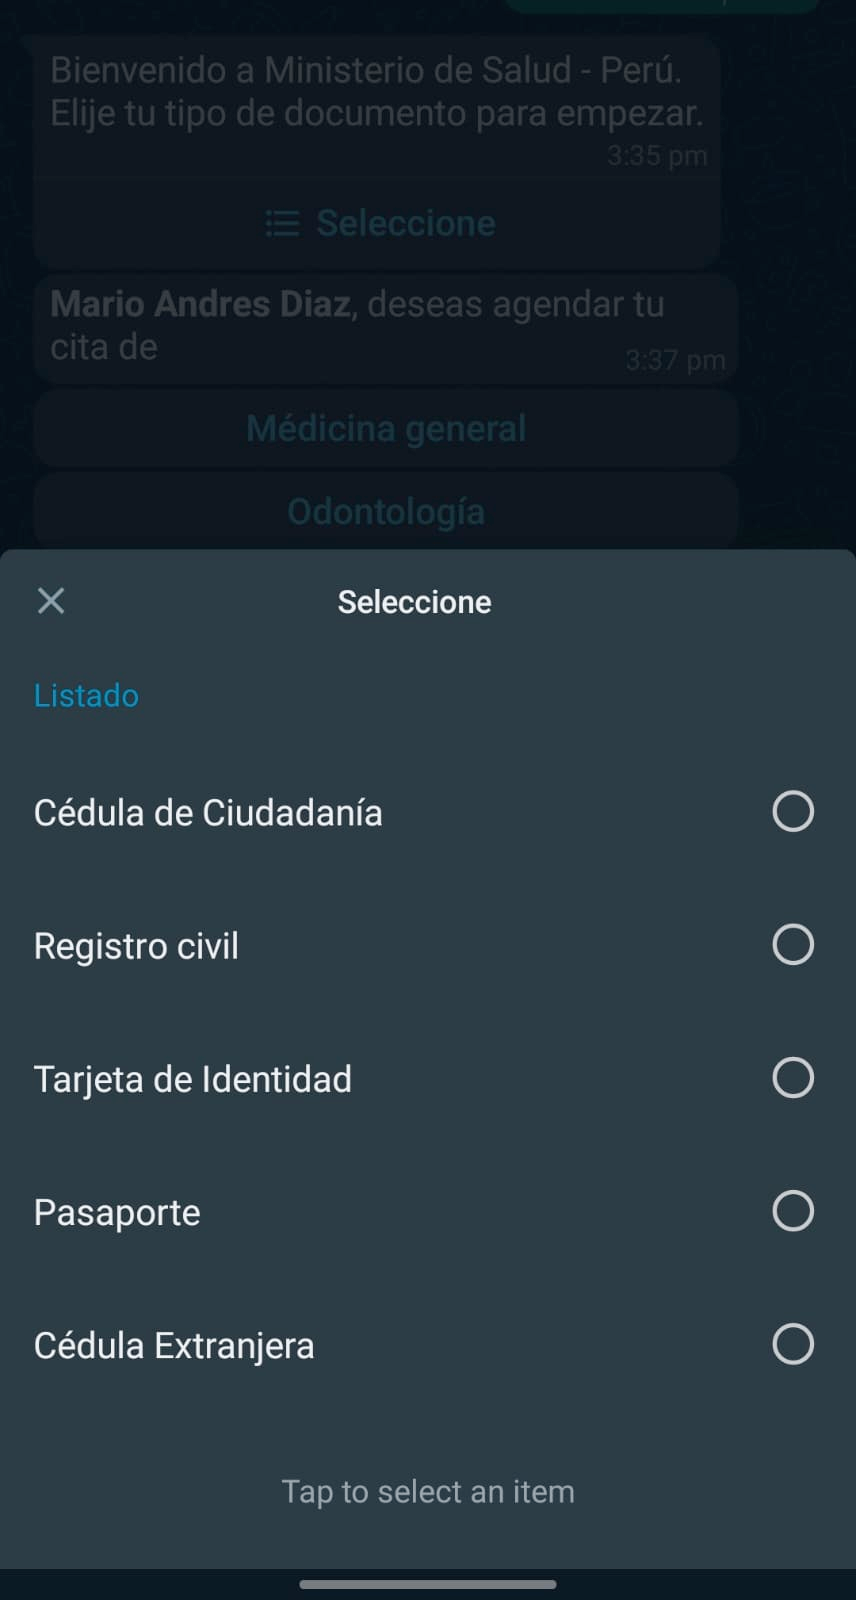 Bienvenido a Ministerio de Salud - Perú.
Elije tu tipo de documento para empezar.
3:35 pm
Seleccione
Mario Andres Diaz, deseas agendar tu
cita de
3:37 pm
Médicina general
Odontología
Seleccione
Listado
Cédula de Ciudadanía
Registro civil
Tarjeta de Identidad
Pasaporte
Cédula Extranjera
Tap to select an item